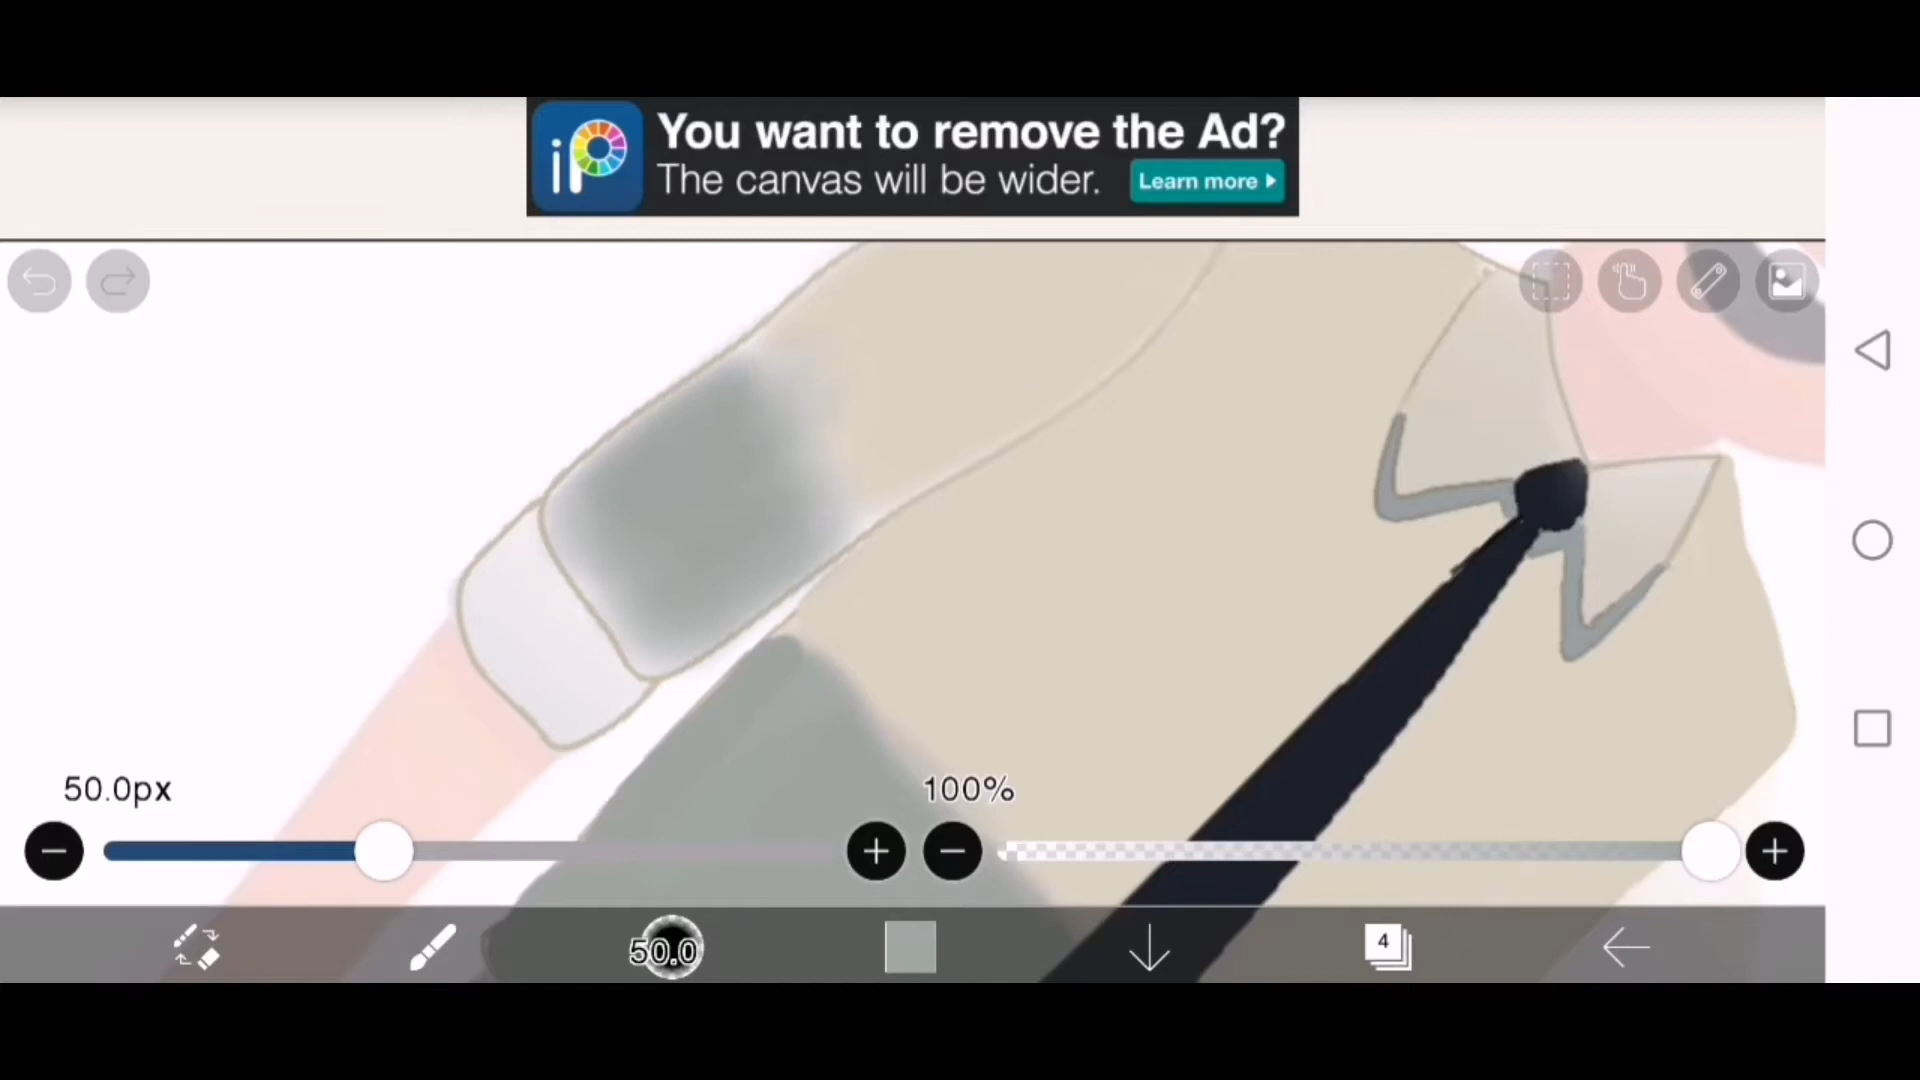 iP
You want to remove the Ad?
The canvas will be wider.
Learn more
50.0px
100%
50.0
4